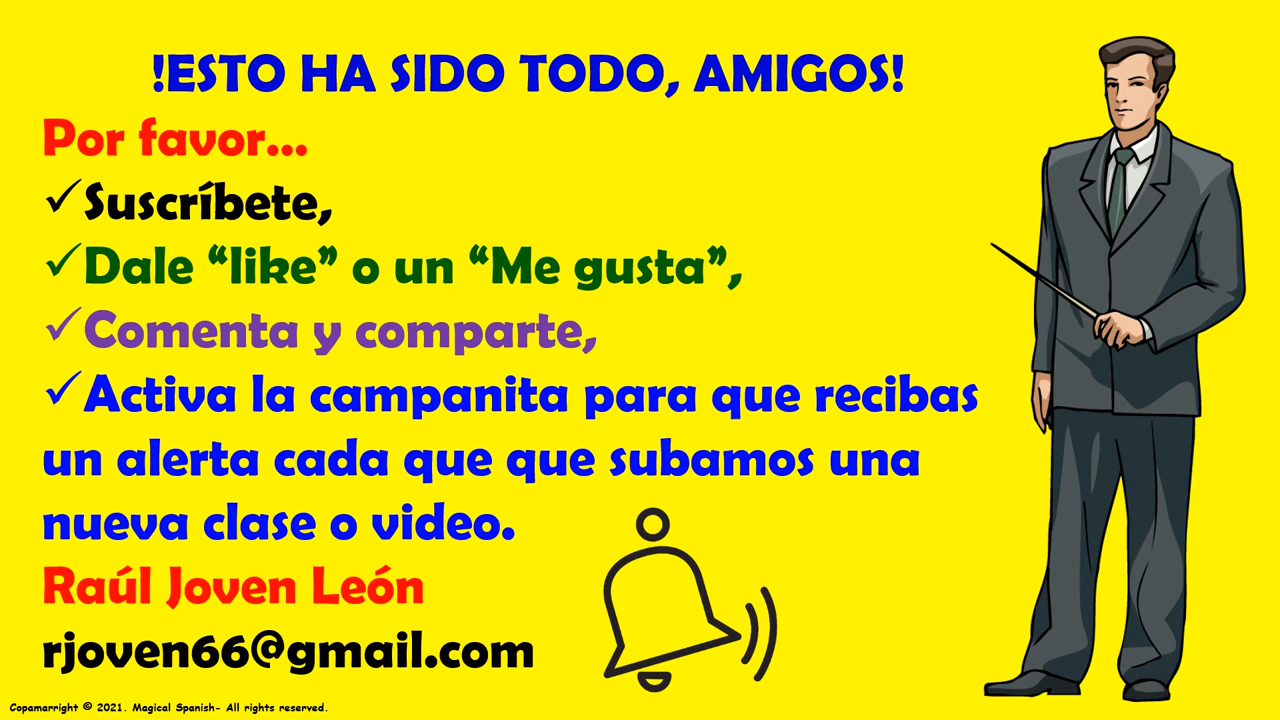 !ESTO HA SIDO TODO, AMIGOS!
Por favor...
✓Suscríbete,
✓Dale “like” o un “Me gusta”,
✓Comenta y comparte,
✓Activa la campanita para que recibas
un alerta cada que que subamos una
nueva clase o video.
Raúl Joven León
rjoven66@gmail.com
Copamarright © 2021. Magical Spanish- All rights reserved.